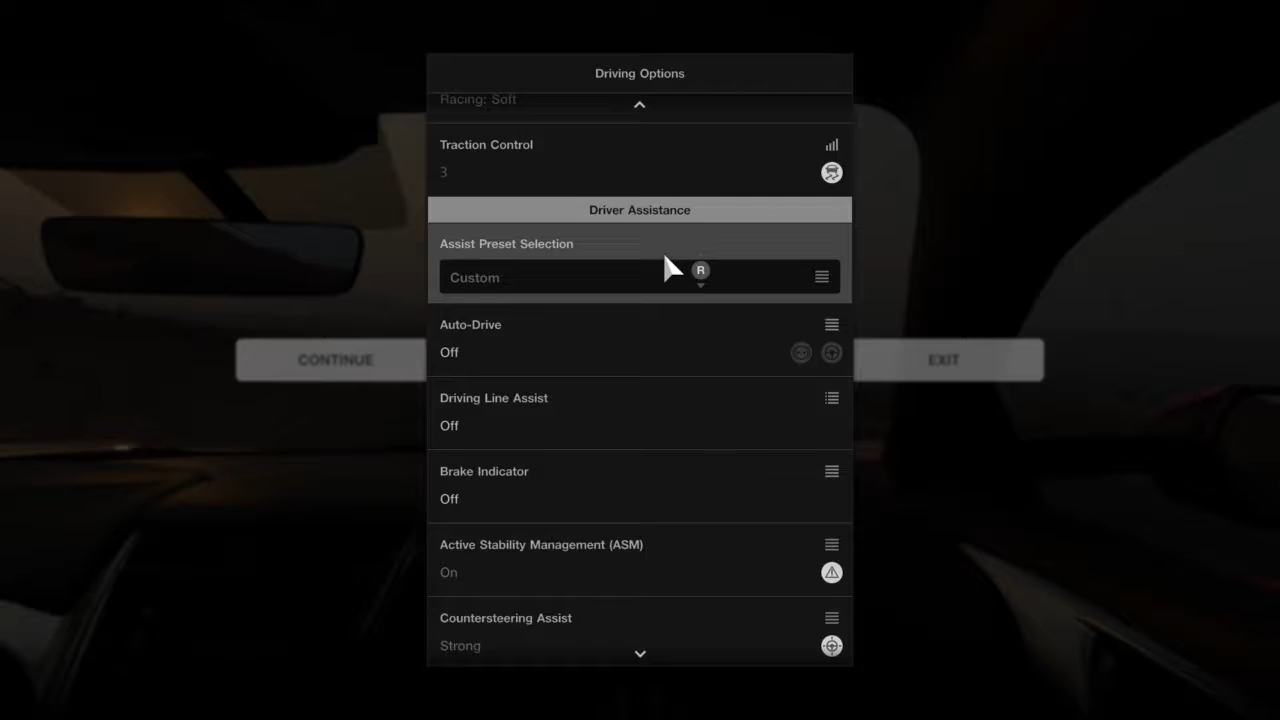 Driving Options
Racing: Soft
Traction Control
3
Driver Assistance
Assist Preset Selection
Custom
R
Auto-Drive
Off
Driving Line Assist
Off
Brake Indicator
Off
Active Stability Management (ASM)
On
Countersteering Assist
Strong
CONTINUE
EXIT